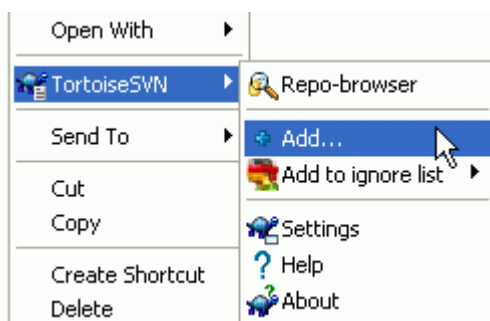 Open With
TortoiseSVN
Send To
Cut
Copy
Create Shortcut
Delete
Repo-browser
Add...
Add to ignore list
Settings
Help
About